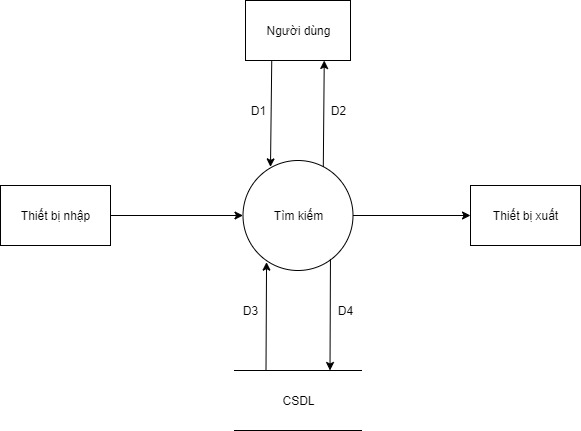 Người dùng
D1
D2
Thiết bị nhập
Tìm kiếm
Thiết bị xuất
D3
D4
CSDL